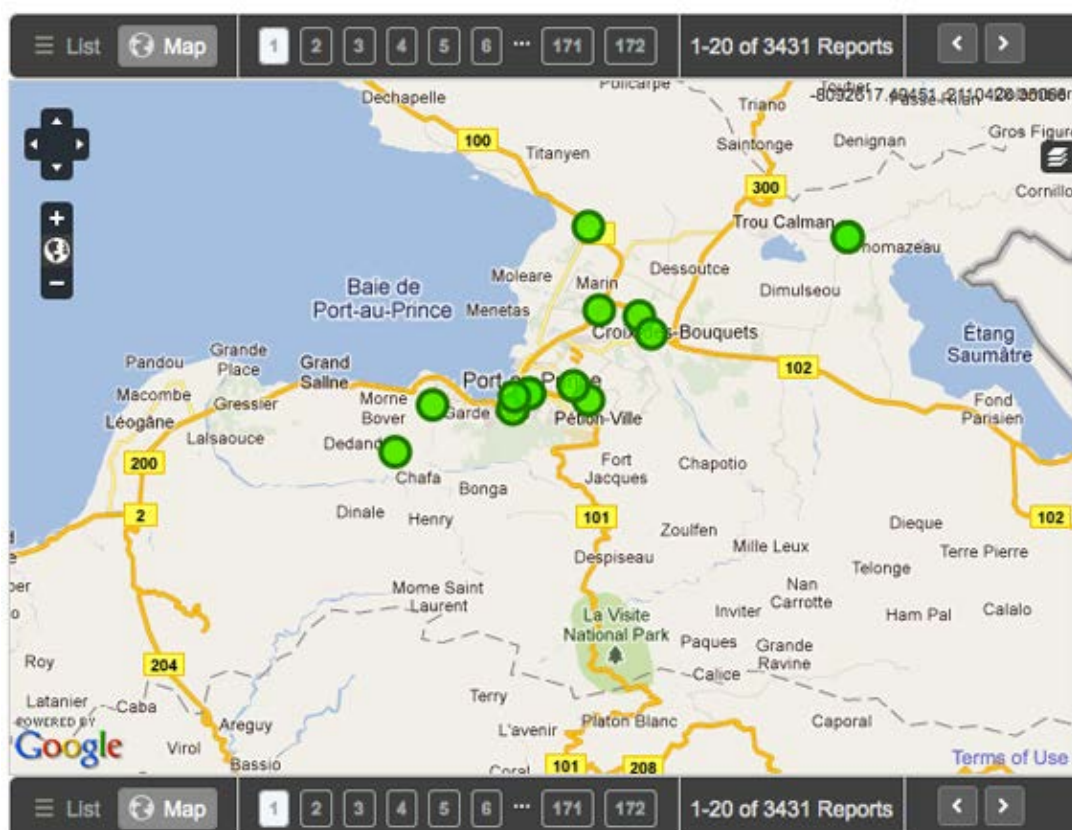 List Map 1 2 3 4 5 6 ... 171 172 1-20 of 3431 Reports < >
Policarpe
Dechapelle
Triano
Denignan
Saintonge
Gros Figure
100
Titanyen
300
Cornillo
Trou Calman
Thomazeau
Moleare
Marin
Dessoutce
Baie de
Port-au-Prince
Menetas
Dimulseou
Croix-des-Bouquets
Étang
Saumâtre
Pandou
Grande
Place
Grand
Sallne
102
Macombe
Léogâne
Gressier
Morne
Bover
Garde
Pétion-Ville
Fond
Parisien
Lalsaouce
Dedand
200
Chafa
Bonga
Fort
Jacques
Chapotio
2
Dinale
Henry
101
Zoulfen
Dieque
102
Despiseau
Mille Leux
Terre Pierre
Telonge
Mome Saint
Laurent
Nan
Carrotte
La Visite
National Park
Inviter
Ham Pal
Calalo
Paques
Grande
Ravine
Roy
204
Calice
Latanier
Caba
Terry
Areguy
L'avenir
Platon Blanc
Caporal
POWERED BY
Google
Virol
Bassio
Coral
101
208
Terms of Use
List Map 1 2 3 4 5 6 ... 171 172 1-20 of 3431 Reports < >